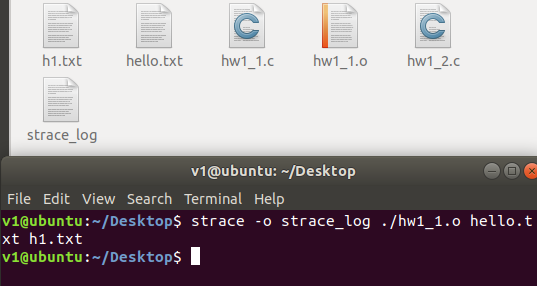 h1.txt hello.txt hw1_1.c hw1_1.o hw1_2.c
strace_log
v1@ubuntu: ~/Desktop
File Edit View Search Terminal Help
v1@ubuntu:~/Desktop$ strace -o strace_log ./hw1_1.o hello.t
xt h1.txt
v1@ubuntu:~/Desktop$